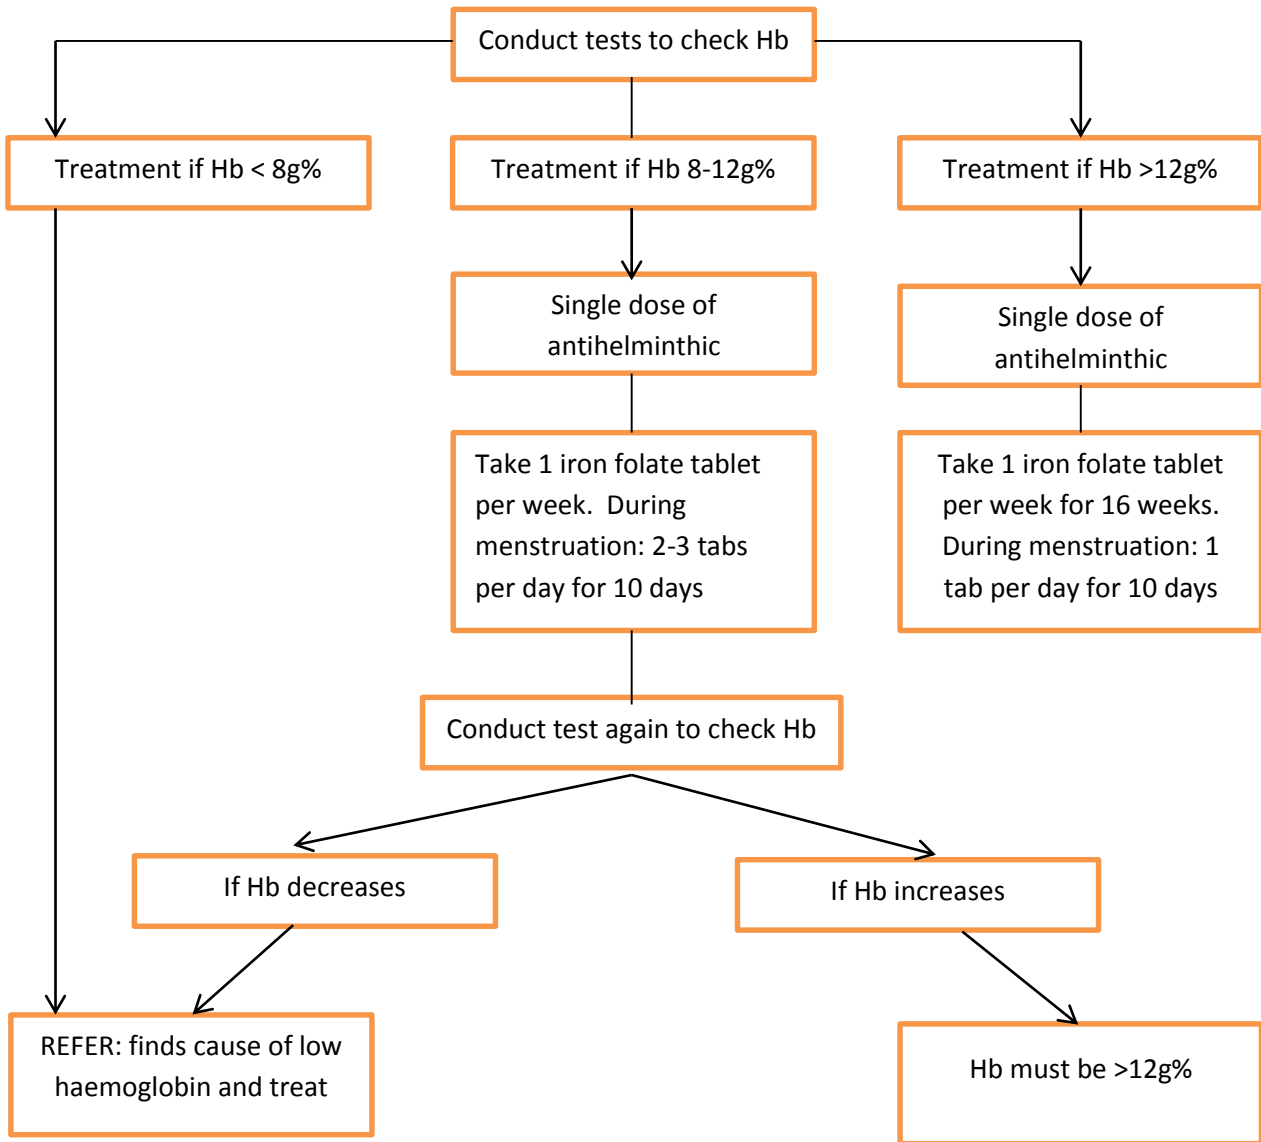 Conduct tests to check Hb
Treatment if Hb < 8g%
Treatment if Hb 8-12g%
Treatment if Hb >12g%
Single dose of
antihelminthic
Single dose of
antihelminthic
Take 1 iron folate tablet
per week.  During
menstruation: 2-3 tabs
per day for 10 days
Take 1 iron folate tablet
per week for 16 weeks.
During menstruation: 1
tab per day for 10 days
Conduct test again to check Hb
If Hb decreases
If Hb increases
REFER: finds cause of low
haemoglobin and treat
Hb must be >12g%